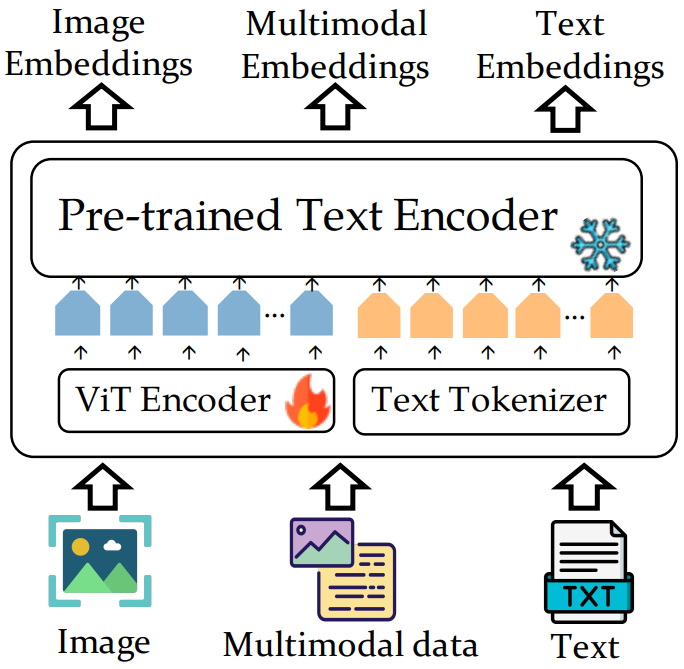 Image
Embeddings
Multimodal
Embeddings
Text
Embeddings
Pre-trained Text Encoder
...
...
ViT Encoder
Text Tokenizer
TXT
Image
Multimodal data
Text